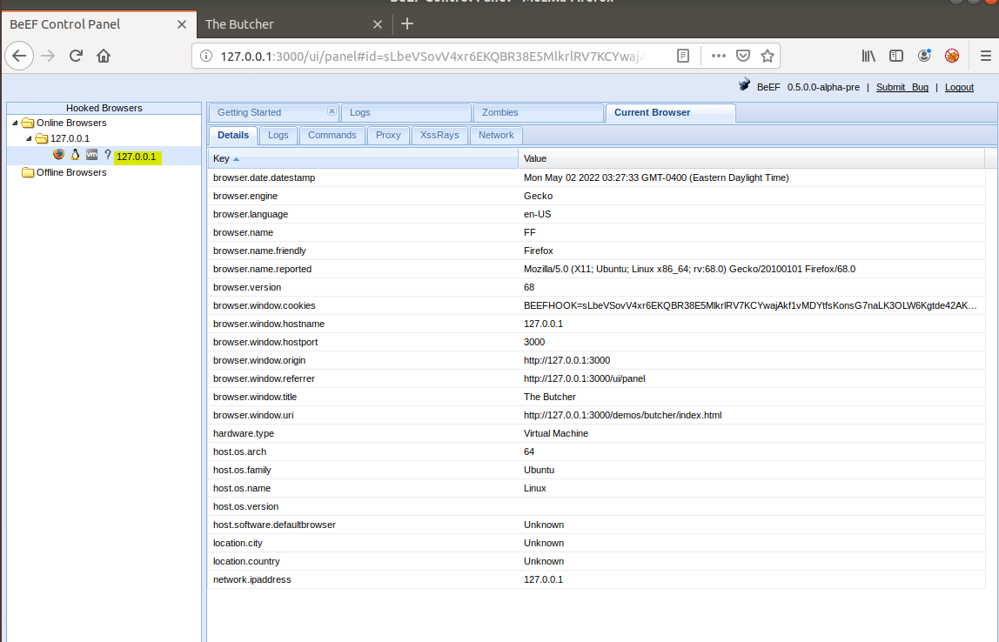 BeEF Control Panel - Mozilla Firefox
BeEF Control Panel The Butcher
127.0.0.1:3000/ui/panel#id=sLbeVSovV4xr6EKQBR38E5MlkrlRV7KCYwaj
BeEF 0.5.0.0-alpha-pre | Submit Bug | Logout
Hooked Browsers
Online Browsers
127.0.0.1
? 127.0.0.1
Offline Browsers
Getting Started Logs Zombies Current Browser
Details Logs Commands Proxy XssRays Network
Key Value
browser.date.datestamp Mon May 02 2022 03:27:33 GMT-0400 (Eastern Daylight Time)
browser.engine Gecko
browser.language en-US
browser.name FF
browser.name.friendly Firefox
browser.name.reported Mozilla/5.0 (X11; Ubuntu; Linux x86_64; rv:68.0) Gecko/20100101 Firefox/68.0
browser.version 68
browser.window.cookies BEEFHOOK=sLbeVSovV4xr6EKQBR38E5MlkrlRV7KCYwajAkf1vMDYtfsKonsG7naLK3OLW6Kgtde42AK...
browser.window.hostname 127.0.0.1
browser.window.hostport 3000
browser.window.origin http://127.0.0.1:3000
browser.window.referrer http://127.0.0.1:3000/ui/panel
browser.window.title The Butcher
browser.window.uri http://127.0.0.1:3000/demos/butcher/index.html
hardware.type Virtual Machine
host.os.arch 64
host.os.family Ubuntu
host.os.name Linux
host.os.version
host.software.defaultbrowser Unknown
location.city Unknown
location.country Unknown
network.ipaddress 127.0.0.1